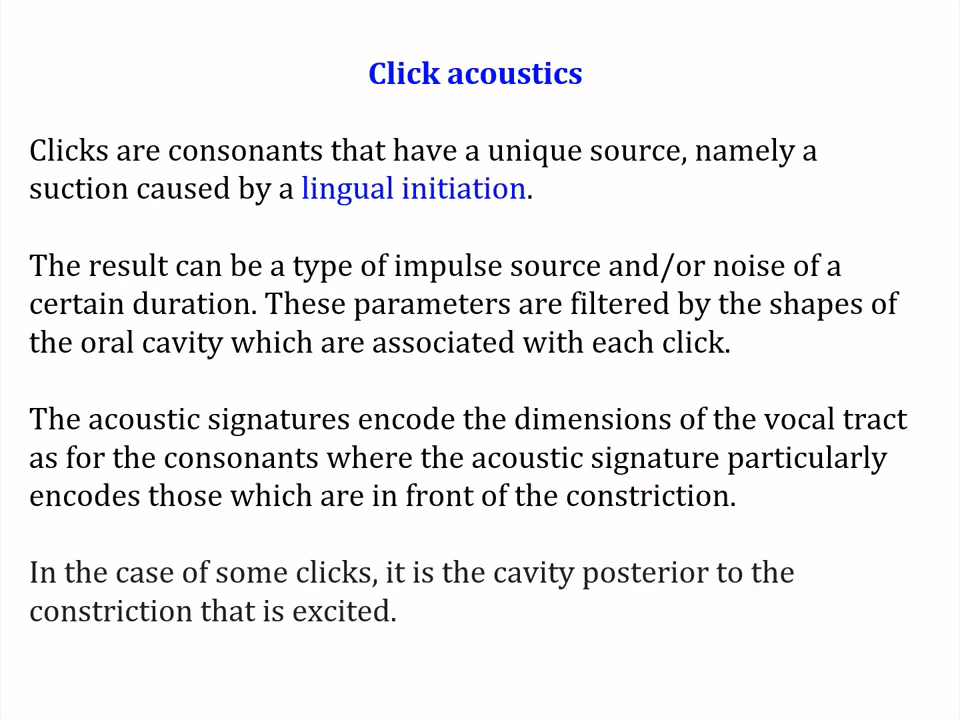 Click acoustics
Clicks are consonants that have a unique source, namely a
suction caused by a lingual initiation.
The result can be a type of impulse source and/or noise of a
certain duration. These parameters are filtered by the shapes of
the oral cavity which are associated with each click.
The acoustic signatures encode the dimensions of the vocal tract
as for the consonants where the acoustic signature particularly
encodes those which are in front of the constriction.
In the case of some clicks, it is the cavity posterior to the
constriction that is excited.